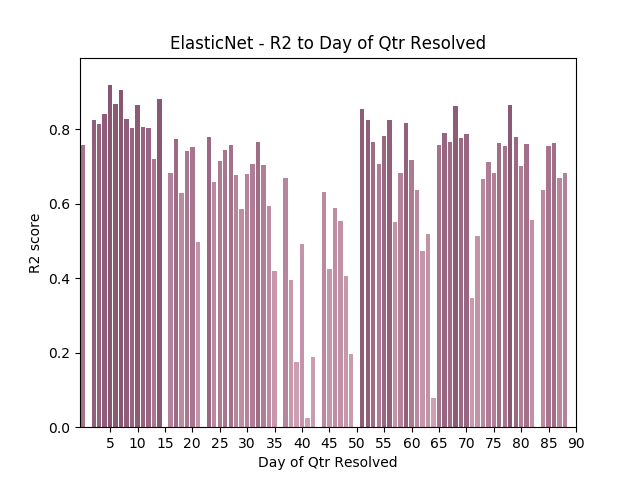 ElasticNet - R2 to Day of Qtr Resolved
R2 score
0.8
0.6
0.4
0.2
0.0
5 10 15 20 25 30 35 40 45 50 55 60 65 70 75 80 85 90
Day of Qtr Resolved